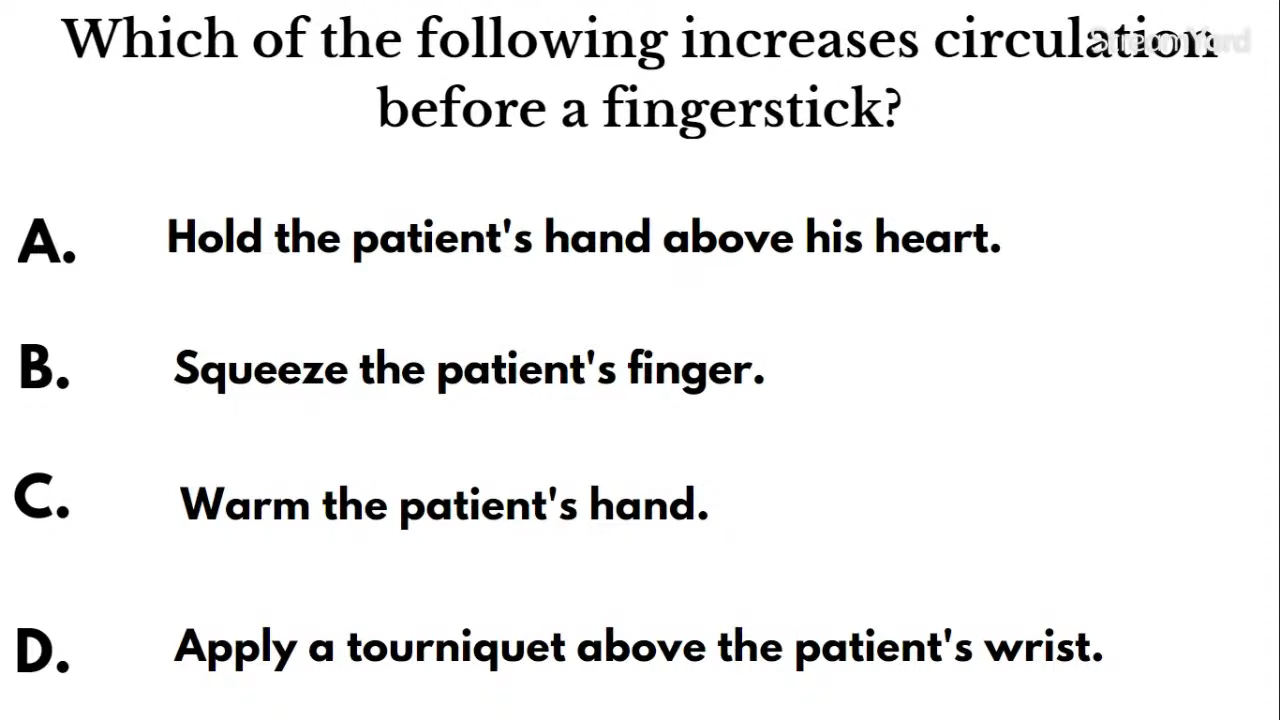 Which of the following increases circulation
StreamYard
before a fingerstick?
A. Hold the patient's hand above his heart.
B. Squeeze the patient's finger.
C. Warm the patient's hand.
D. Apply a tourniquet above the patient's wrist.